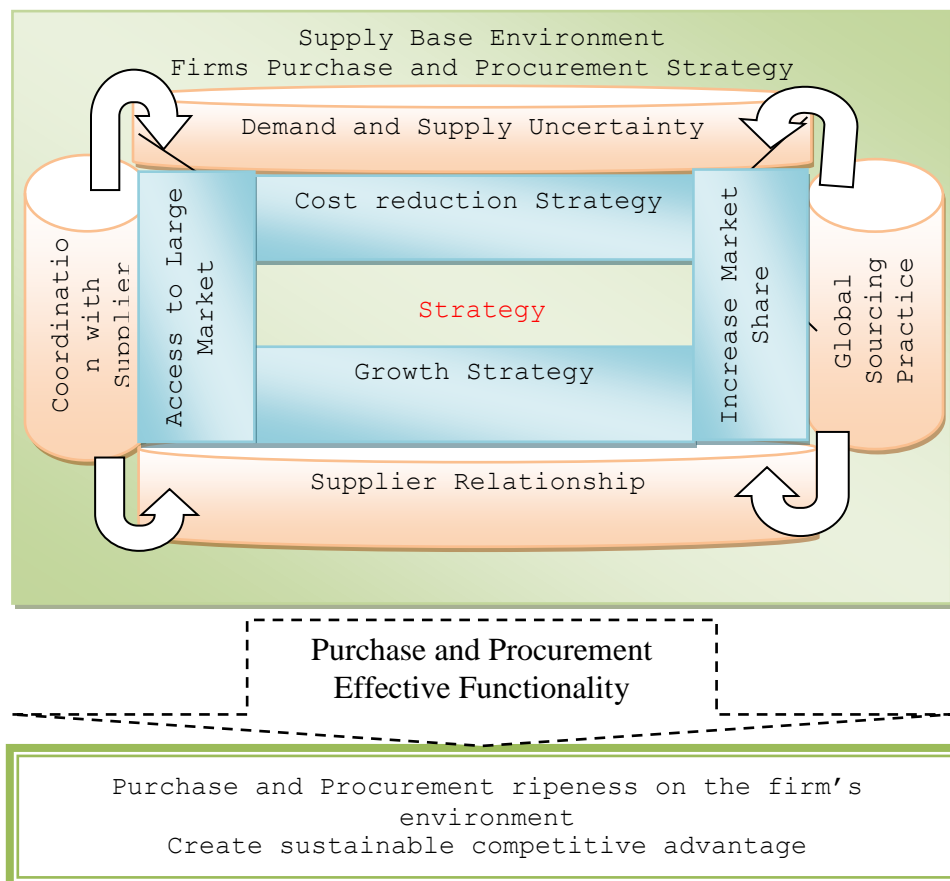 Supply Base Environment
Firms Purchase and Procurement Strategy
Demand and Supply Uncertainty
Coordinatio
n with
Supplier
Access to Large
Market
Cost reduction Strategy
Strategy
Growth Strategy
Increase Market
Share
Global
Sourcing
Practice
Supplier Relationship
Purchase and Procurement
Effective Functionality
Purchase and Procurement ripeness on the firm’s
environment
Create sustainable competitive advantage